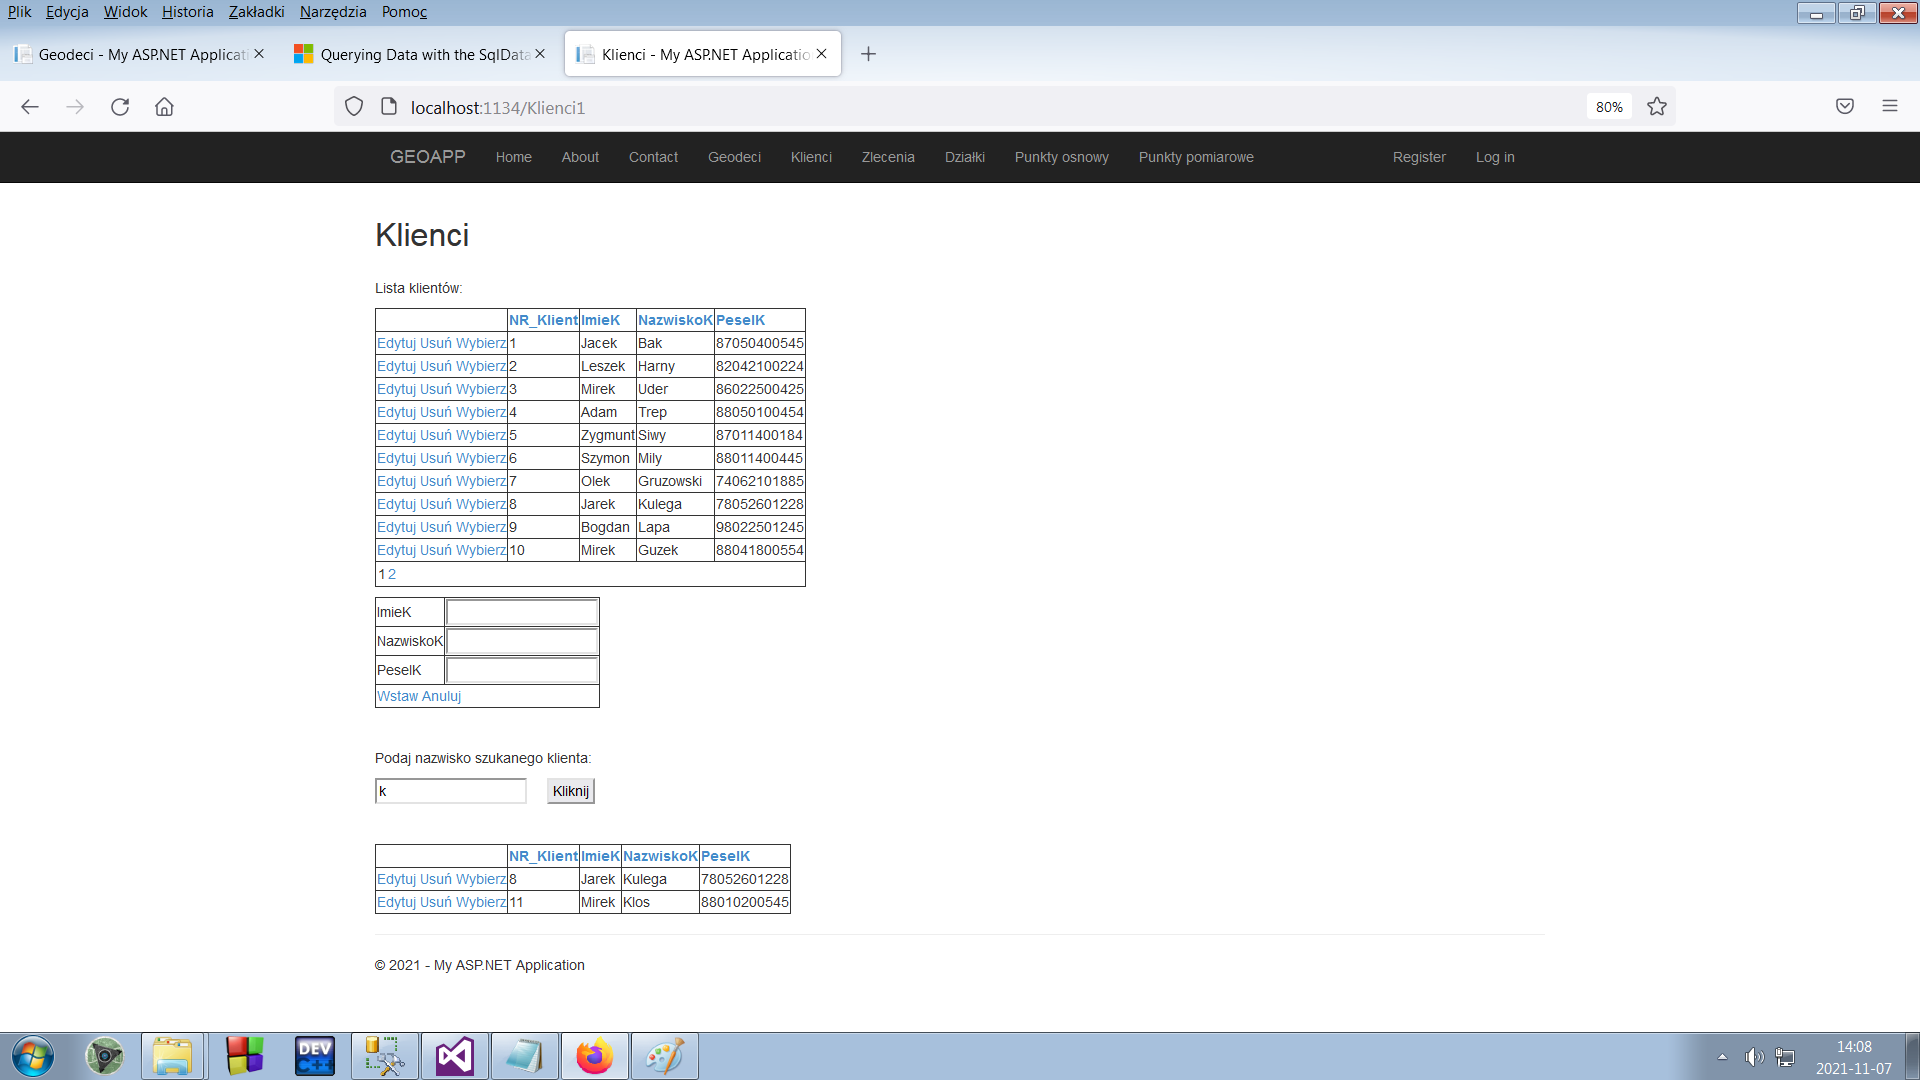 Plik Edycja Widok Historia Zakładki Narzędzia Pomoc
Geodeci - My ASP.NET Applicati Querying Data with the SqlData Klienci - My ASP.NET Applicatio
localhost:1134/Klienci1 80%
GEOAPP Home About Contact Geodeci Klienci Zlecenia Działki Punkty osnowy Punkty pomiarowe Register Log in
Klienci
Lista klientów:
NR_Klient ImieK NazwiskoK PeselK
Edytuj Usuń Wybierz 1 Jacek Bak 87050400545
Edytuj Usuń Wybierz 2 Leszek Harny 82042100224
Edytuj Usuń Wybierz 3 Mirek Uder 86022500425
Edytuj Usuń Wybierz 4 Adam Trep 88050100454
Edytuj Usuń Wybierz 5 Zygmunt Siwy 87011400184
Edytuj Usuń Wybierz 6 Szymon Mily 88011400445
Edytuj Usuń Wybierz 7 Olek Gruzowski 74062101885
Edytuj Usuń Wybierz 8 Jarek Kulega 78052601228
Edytuj Usuń Wybierz 9 Bogdan Lapa 98022501245
Edytuj Usuń Wybierz 10 Mirek Guzek 88041800554
1 2
ImieK
NazwiskoK
PeselK
Wstaw Anuluj
Podaj nazwisko szukanego klienta:
k Kliknij
NR_Klient ImieK NazwiskoK PeselK
Edytuj Usuń Wybierz 8 Jarek Kulega 78052601228
Edytuj Usuń Wybierz 11 Mirek Klos 88010200545
© 2021 - My ASP.NET Application
DEV C++
14:08
2021-11-07